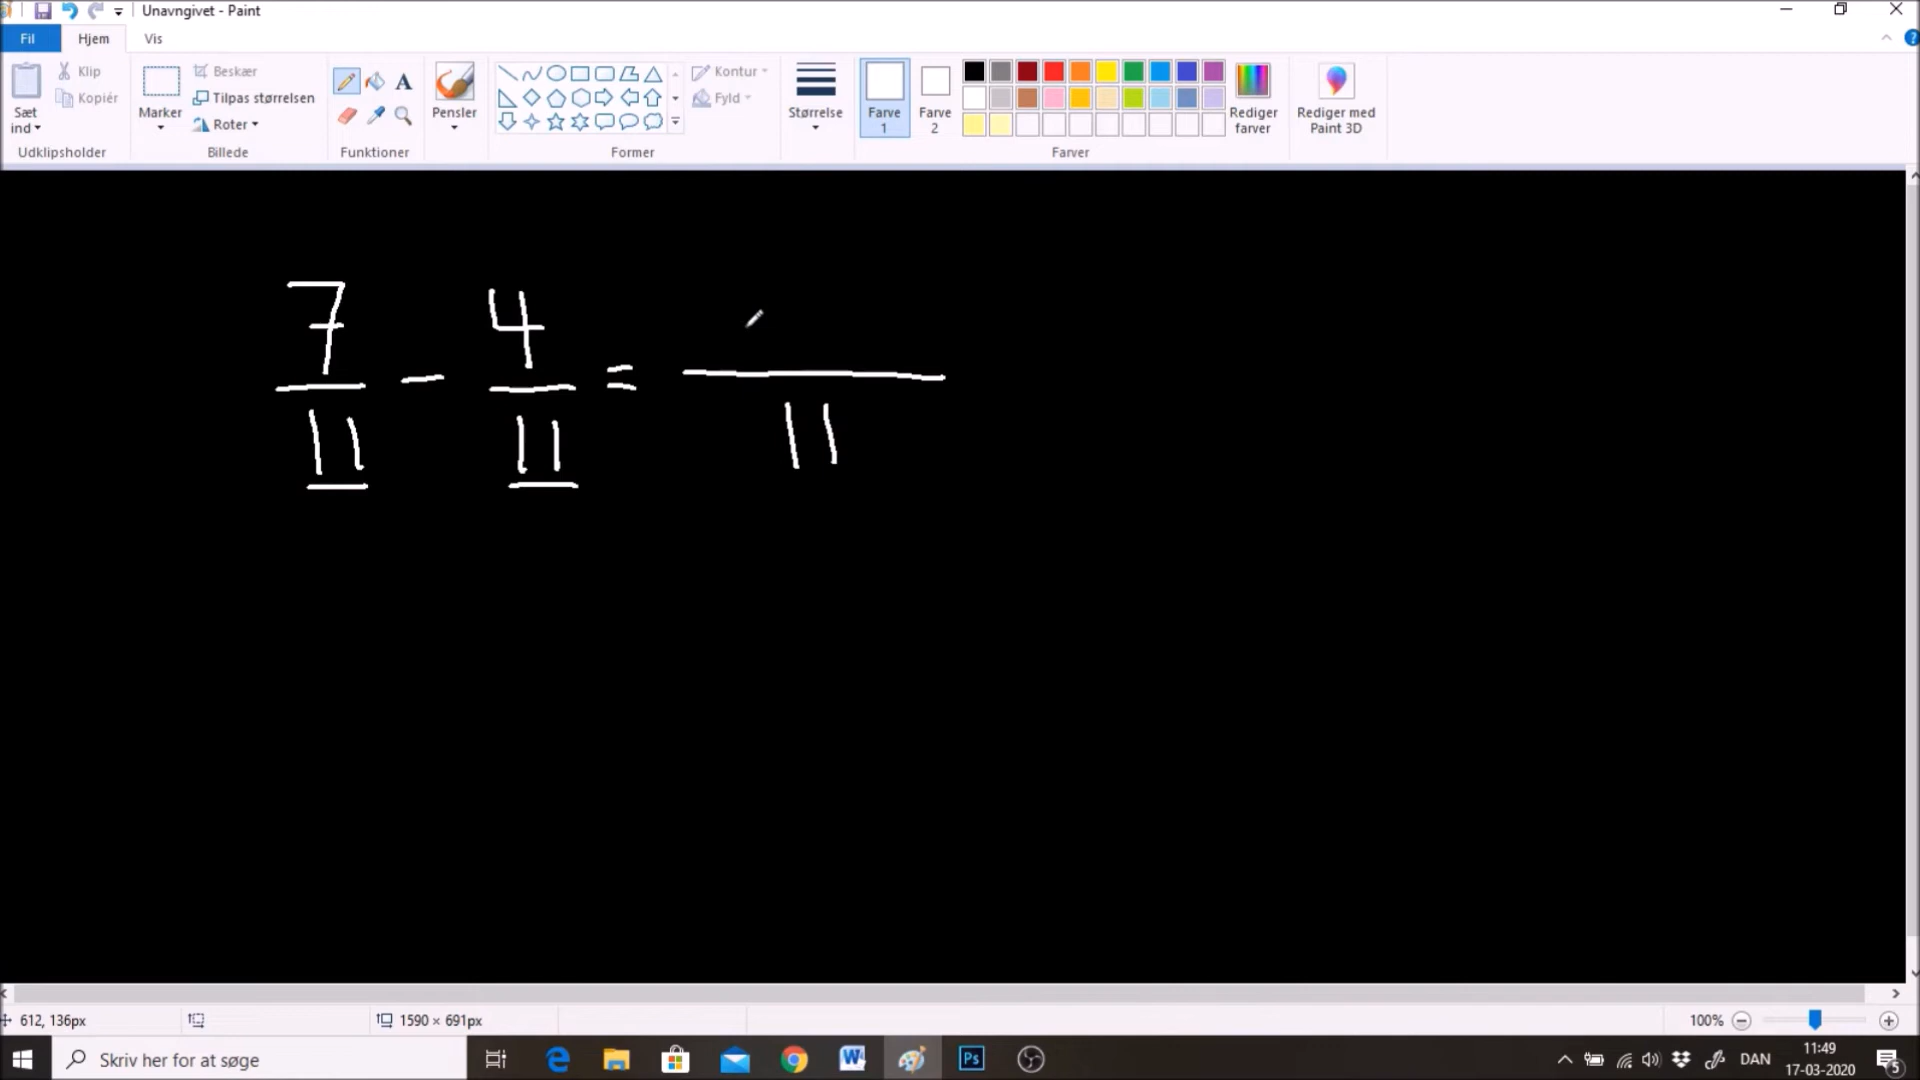 Unavngivet - Paint
Fil Hjem Vis
Sæt ind
Klip
Kopiér
Udklipsholder
Marker
Beskær
Tilpas størrelsen
Roter
Billede
A
Funktioner
Pensler
Kontur
Fyld
Former
Størrelse
Farve 1
Farve 2
Rediger farver
Farver
Rediger med Paint 3D
7/11 - 4/11 = /11
612, 136px
1590 × 691px
100%
Skriv her for at søge
W
Ps
DAN
11:49
17-03-2020
5